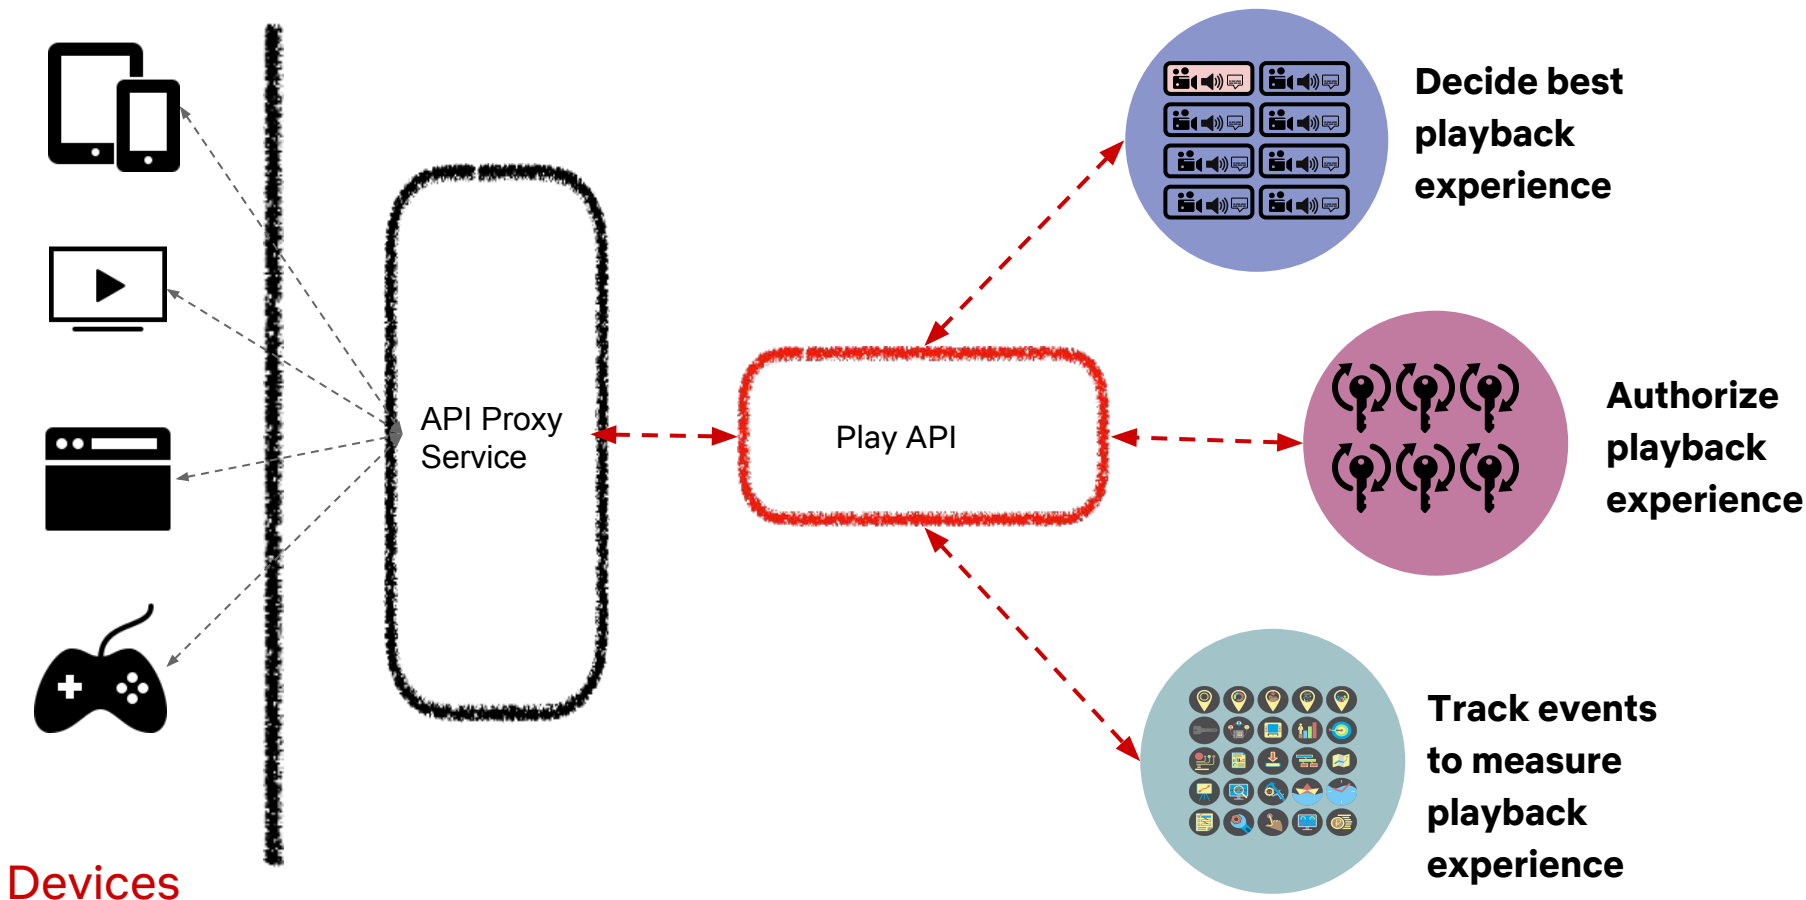 Decide best
playback
experience
API Proxy
Service
Play API
Authorize
playback
experience
Track events
to measure
playback
experience
Devices